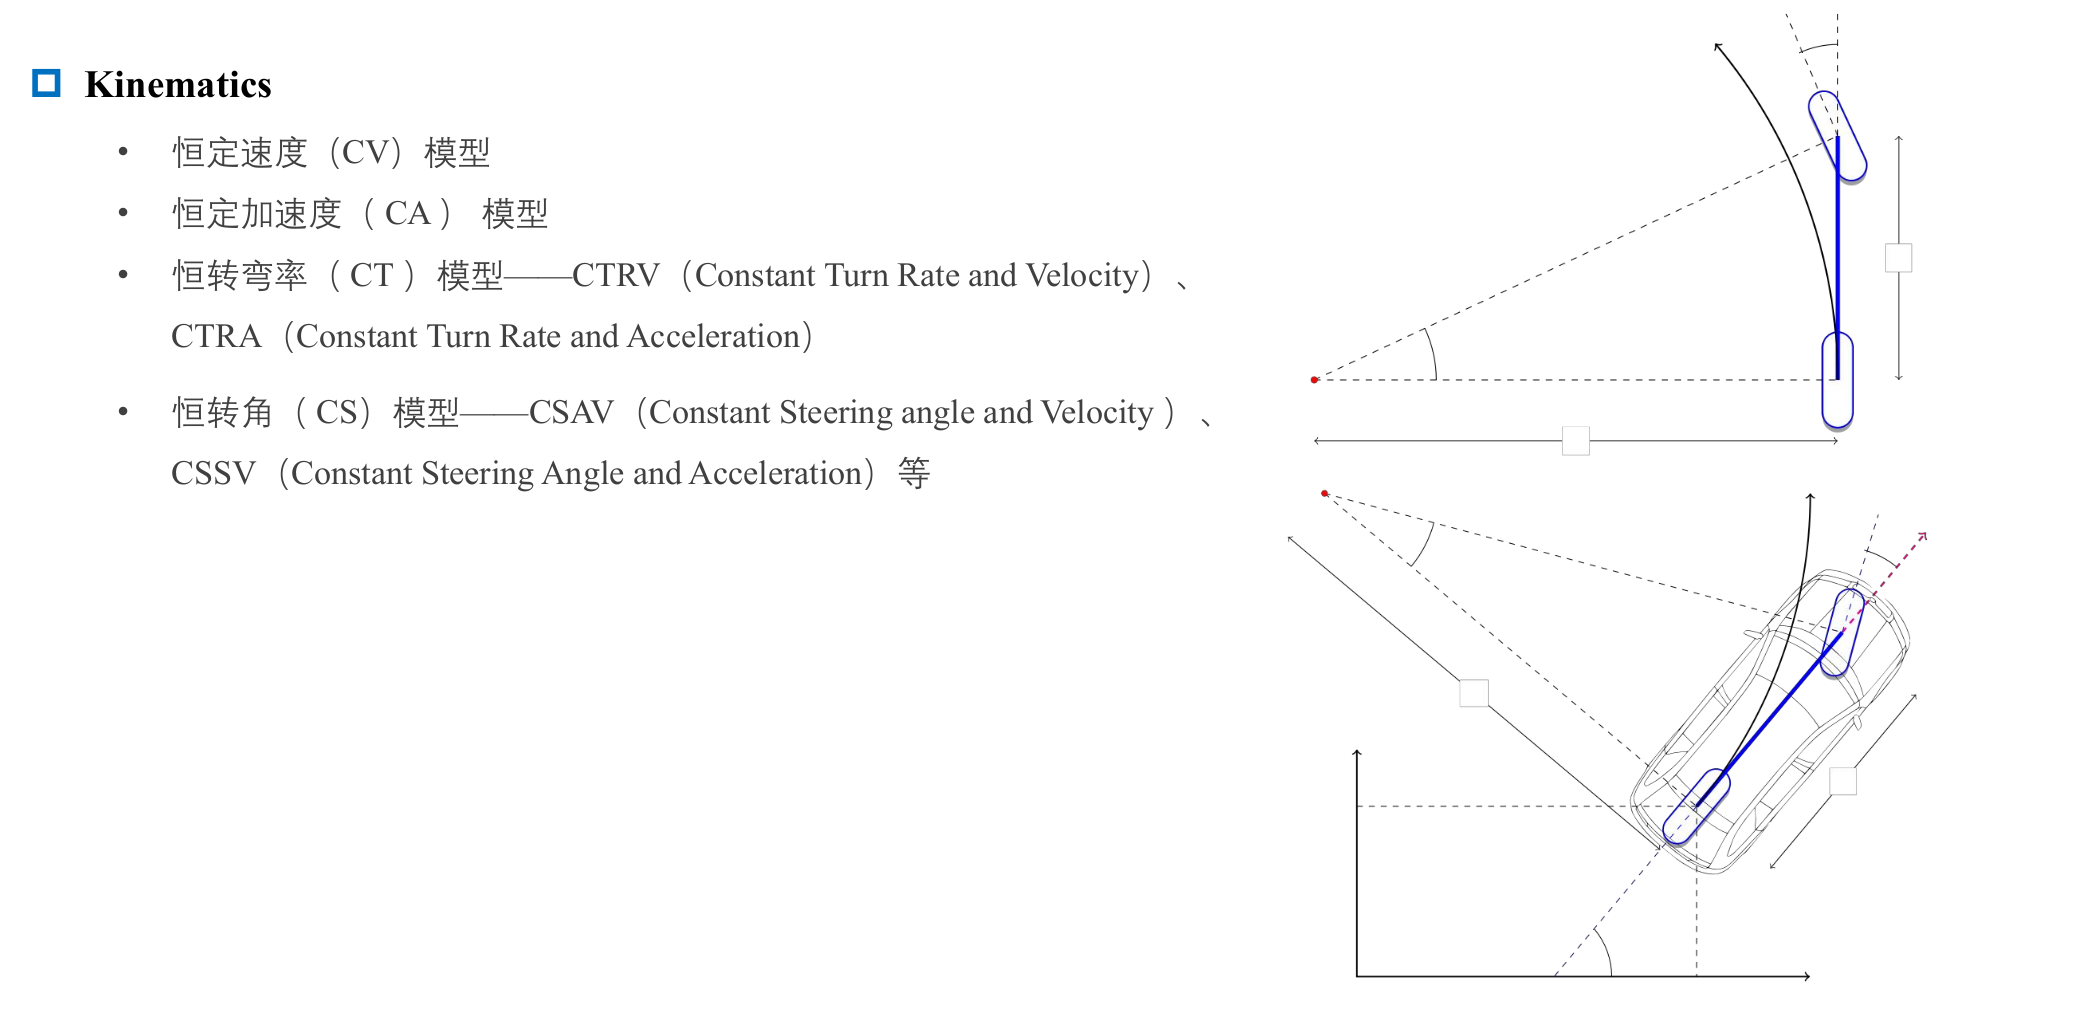 Kinematics
• 恒定速度（CV）模型
• 恒定加速度（ CA ） 模型
• 恒转弯率（ CT ）模型——CTRV（Constant Turn Rate and Velocity）、
CTRA（Constant Turn Rate and Acceleration）
• 恒转角（ CS）模型——CSAV（Constant Steering angle and Velocity ）、
CSSV（Constant Steering Angle and Acceleration）等